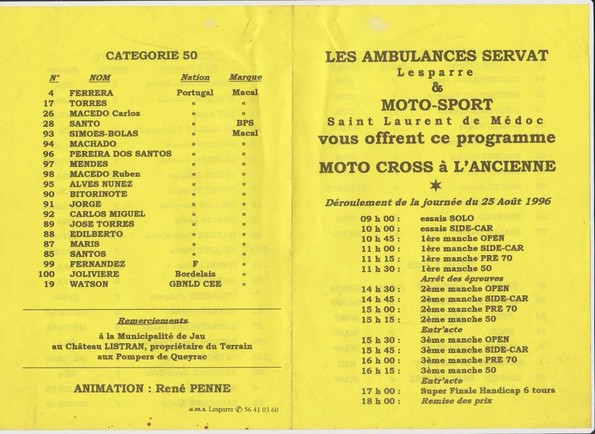 CATEGORIE 50
N° NOM Nation Marque
4 FERRERA Portugal Macal
17 TORRES " "
26 MACEDO Carlos " "
28 SANTO " BPS
93 SIMOES-BOLAS " Macal
94 MACHADO " "
96 PEREIRA DOS SANTOS " "
97 MENDES " "
98 MACEDO Ruben " "
95 ALVES NUNEZ " "
90 BITORINOTE " "
91 JORGE " "
92 CARLOS MIGUEL " "
89 JOSE TORRES " "
88 EDILBERTO " "
87 MARIS " "
85 SANTOS " "
99 FERNANDEZ F "
100 JOLIVIERE Bordelais "
19 WATSON GBNLD CEE "
Remerciements
à la Municipalité de Jau
au Château LISTRAN, propriétaire du Terrain
aux Pompers de Queyrac
ANIMATION : René PENNE
a.m.s. Lesparre ✆ 56 41 03 60
LES AMBULANCES SERVAT
Lesparre
&
MOTO-SPORT
Saint Laurent de Médoc
vous offrent ce programme
MOTO CROSS à L'ANCIENNE
Déroulement de la journée du 25 Août 1996
09 h 00 : essais SOLO
10 h 00 : essais SIDE-CAR
10 h 45 : 1ère manche OPEN
11 h 00 : 1ère manche SIDE-CAR
11 h 15 : 1ère manche PRE 70
11 h 30 : 1ère manche 50
Arrêt des épreuves
14 h 30 : 2ème manche OPEN
14 h 45 : 2ème manche SIDE-CAR
15 h 00 : 2ème manche PRE 70
15 h 15 : 2ème manche 50
Entr'acte
15 h 30 : 3ème manche OPEN
15 h 45 : 3ème manche SIDE-CAR
16 h 00 : 3ème manche PRE 70
16 h 15 : 3ème manche 50
Entr'acte
17 h 00 : Super Finale Handicap 6 tours
18 h 00 : Remise des prix